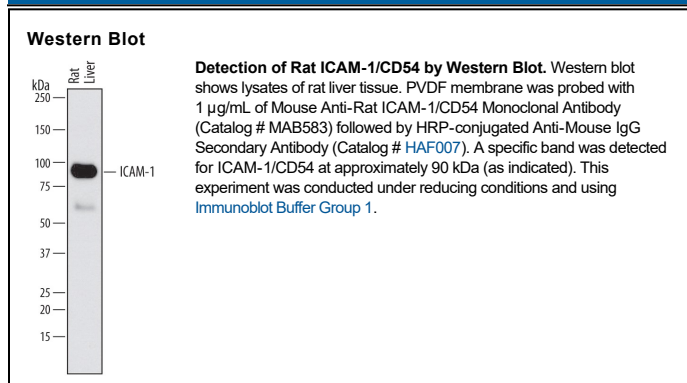 Western Blot
Rat
Liver
kDa
250
150
100
75
50
37
25
20
15
ICAM-1
Detection of Rat ICAM-1/CD54 by Western Blot. Western blot
shows lysates of rat liver tissue. PVDF membrane was probed with
1 µg/mL of Mouse Anti-Rat ICAM-1/CD54 Monoclonal Antibody
(Catalog # MAB583) followed by HRP-conjugated Anti-Mouse IgG
Secondary Antibody (Catalog # HAF007). A specific band was detected
for ICAM-1/CD54 at approximately 90 kDa (as indicated). This
experiment was conducted under reducing conditions and using
Immunoblot Buffer Group 1.